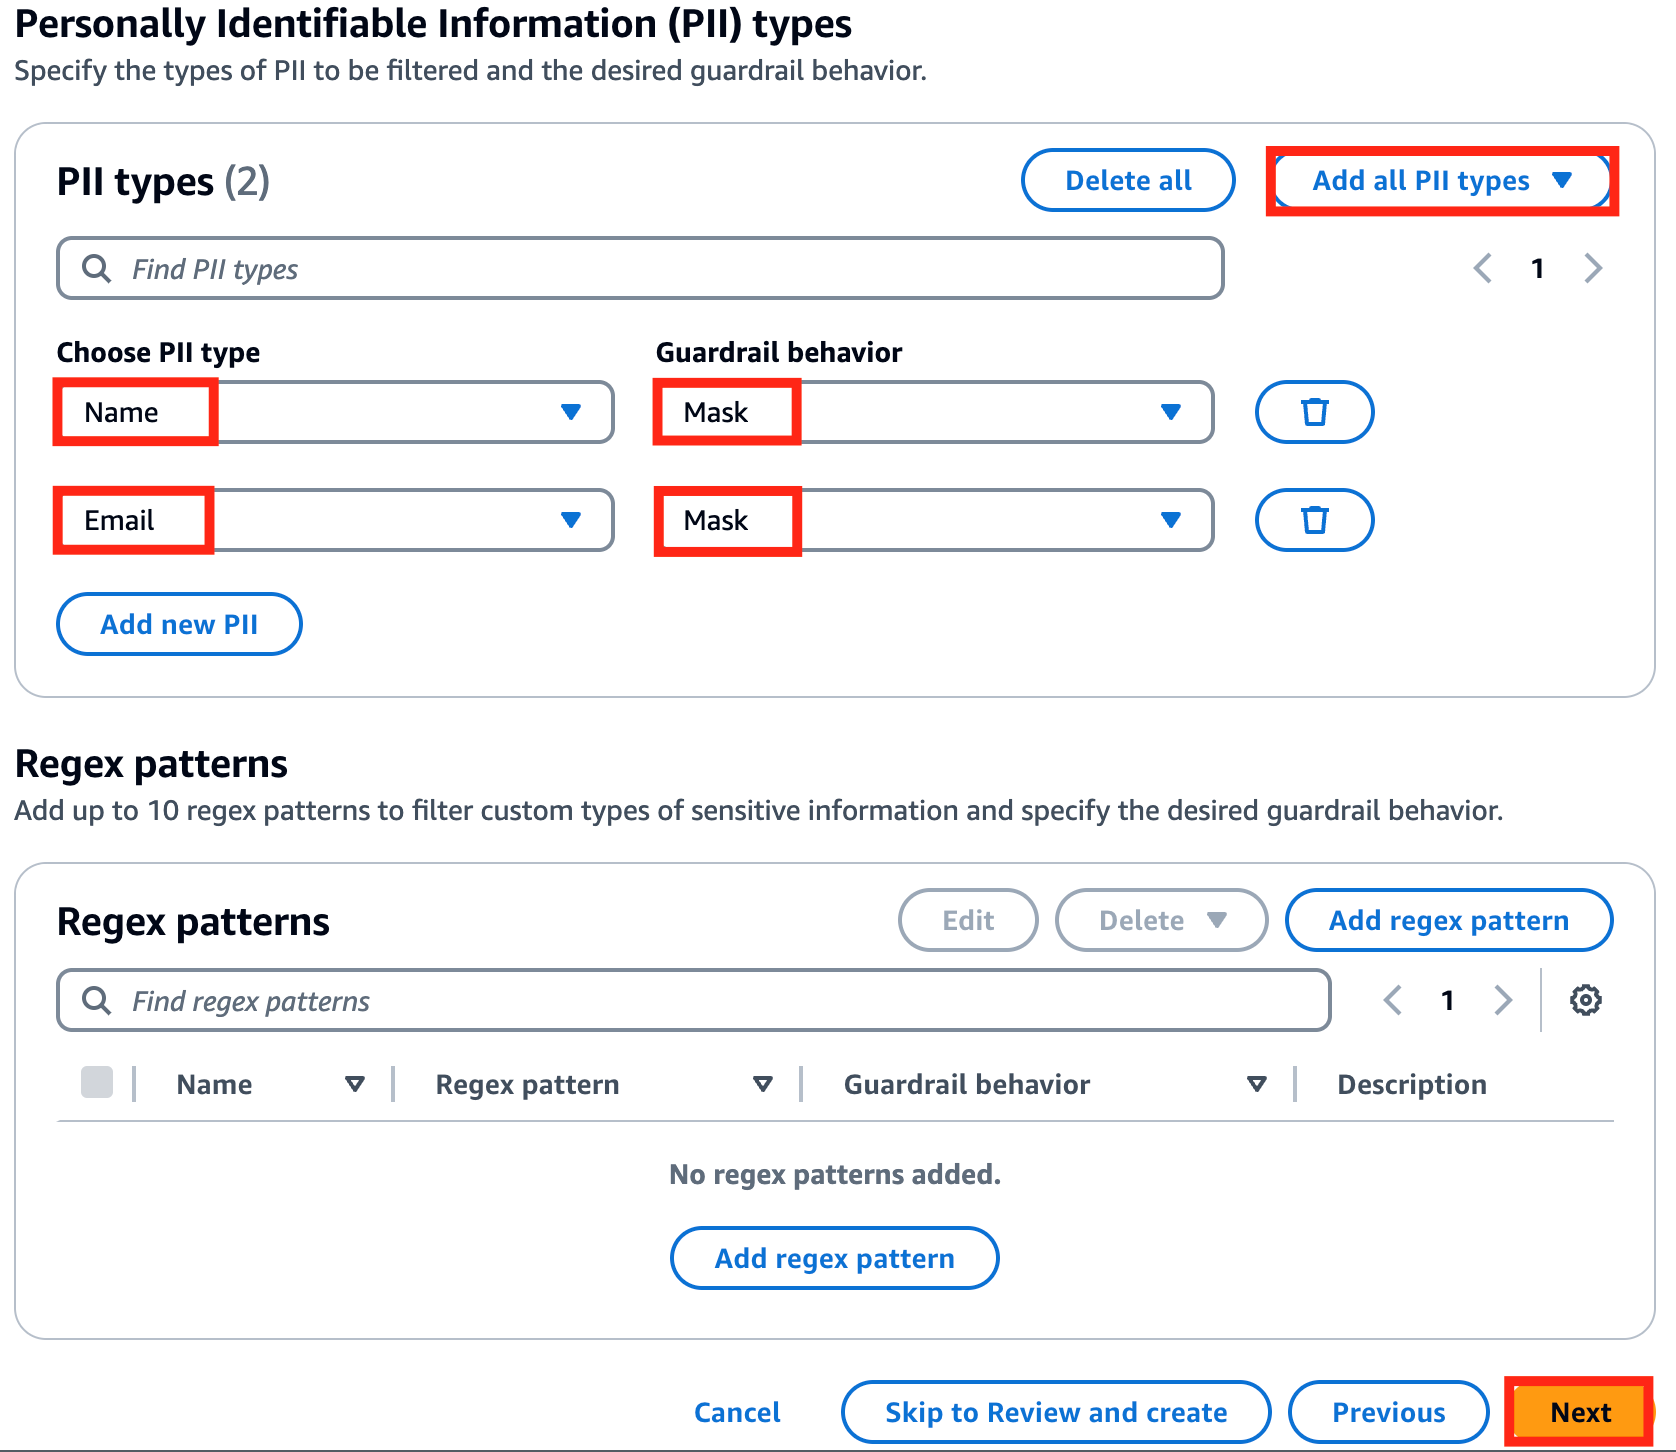 Personally Identifiable Information (PII) types
Specify the types of PII to be filtered and the desired guardrail behavior.
PII types (2)
Delete all
Add all PII types
Find PII types
1
Choose PII type
Guardrail behavior
Name
Mask
Email
Mask
Add new PII
Regex patterns
Add up to 10 regex patterns to filter custom types of sensitive information and specify the desired guardrail behavior.
Regex patterns
Edit
Delete
Add regex pattern
Find regex patterns
1
Name
Regex pattern
Guardrail behavior
Description
No regex patterns added.
Add regex pattern
Cancel
Skip to Review and create
Previous
Next